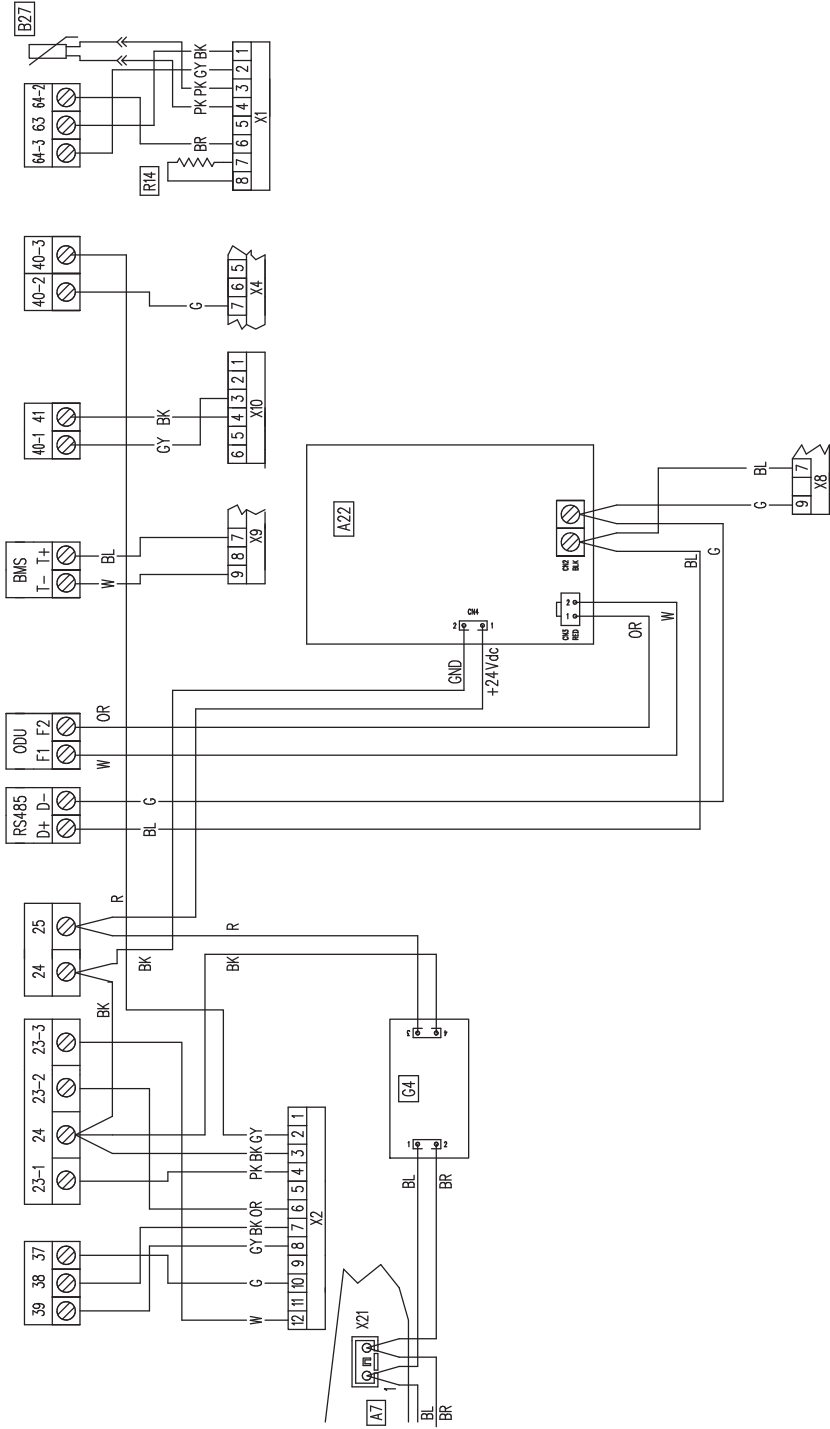 39 38 37
23-1 24 23-2 23-3
24 25
RS485
D+ D-
ODU
F1 F2
BMS
T- T+
40-1 41
40-2 40-3
64-3 63 64-2
B27
BK
R
BK
W
OR
BL
G
W
BL
GY
BK
G
R14
BR
PK
PK
GY
BK
8 7 6 5 4 3 2 1
X1
7 6 5
X4
6 5 4 3 2 1
X10
9 8 7
X9
W
G
GY
BK
OR
PK
BK
GY
12 11 10 9 8 7 6 5 4 3 2 1
X2
BK
R
A22
GND
+24Vdc
2
1
CN4
CN3
RED
1 2
CN2
BLK
OR
W
BL
G
G
BL
9 7
X8
G4
1
2
3
4
BL
BR
A7
1
X21
BL
BR